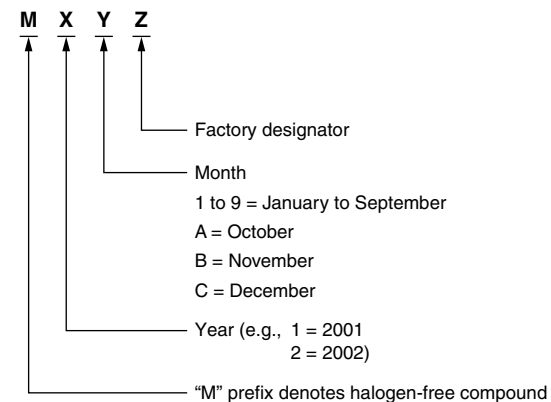 M X Y Z
Factory designator
Month
1 to 9 = January to September
A = October
B = November
C = December
Year (e.g., 1 = 2001
2 = 2002)
“M” prefix denotes halogen-free compound